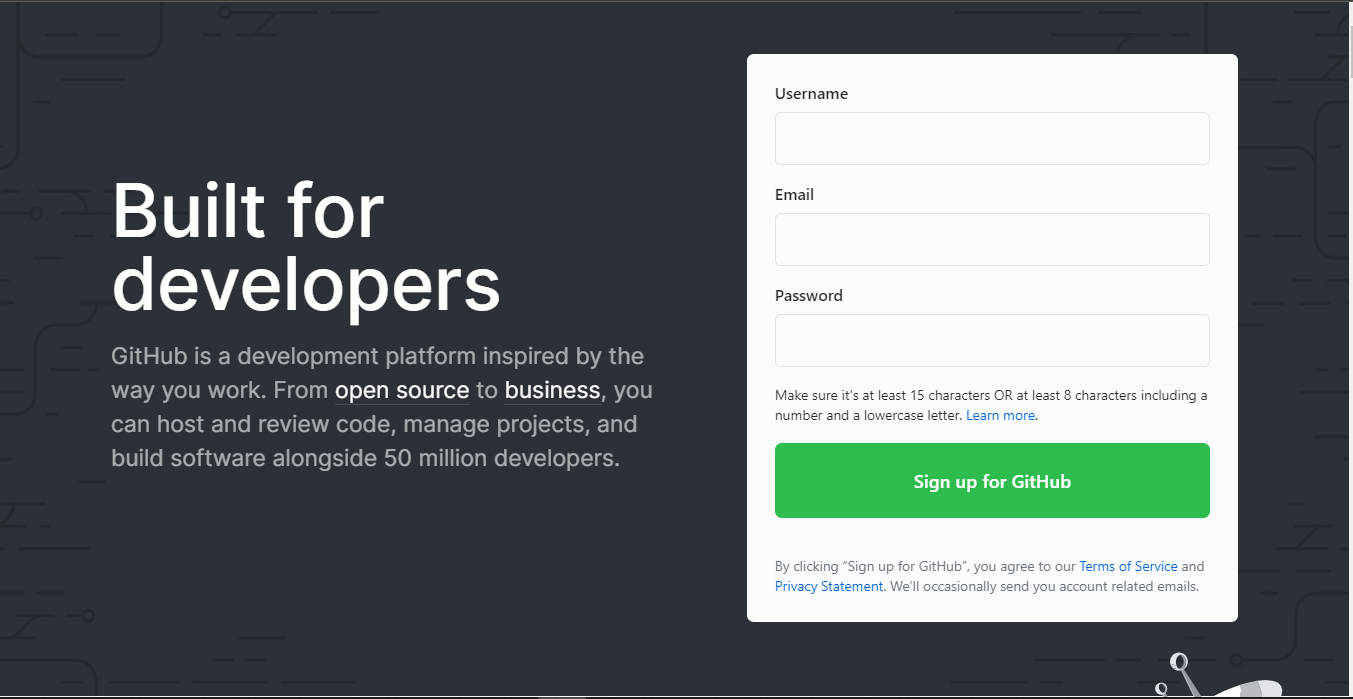 Built for
developers
GitHub is a development platform inspired by the
way you work. From open source to business, you
can host and review code, manage projects, and
build software alongside 50 million developers.
Username
Email
Password
Make sure it's at least 15 characters OR at least 8 characters including a
number and a lowercase letter. Learn more.
Sign up for GitHub
By clicking “Sign up for GitHub”, you agree to our Terms of Service and
Privacy Statement. We’ll occasionally send you account related emails.